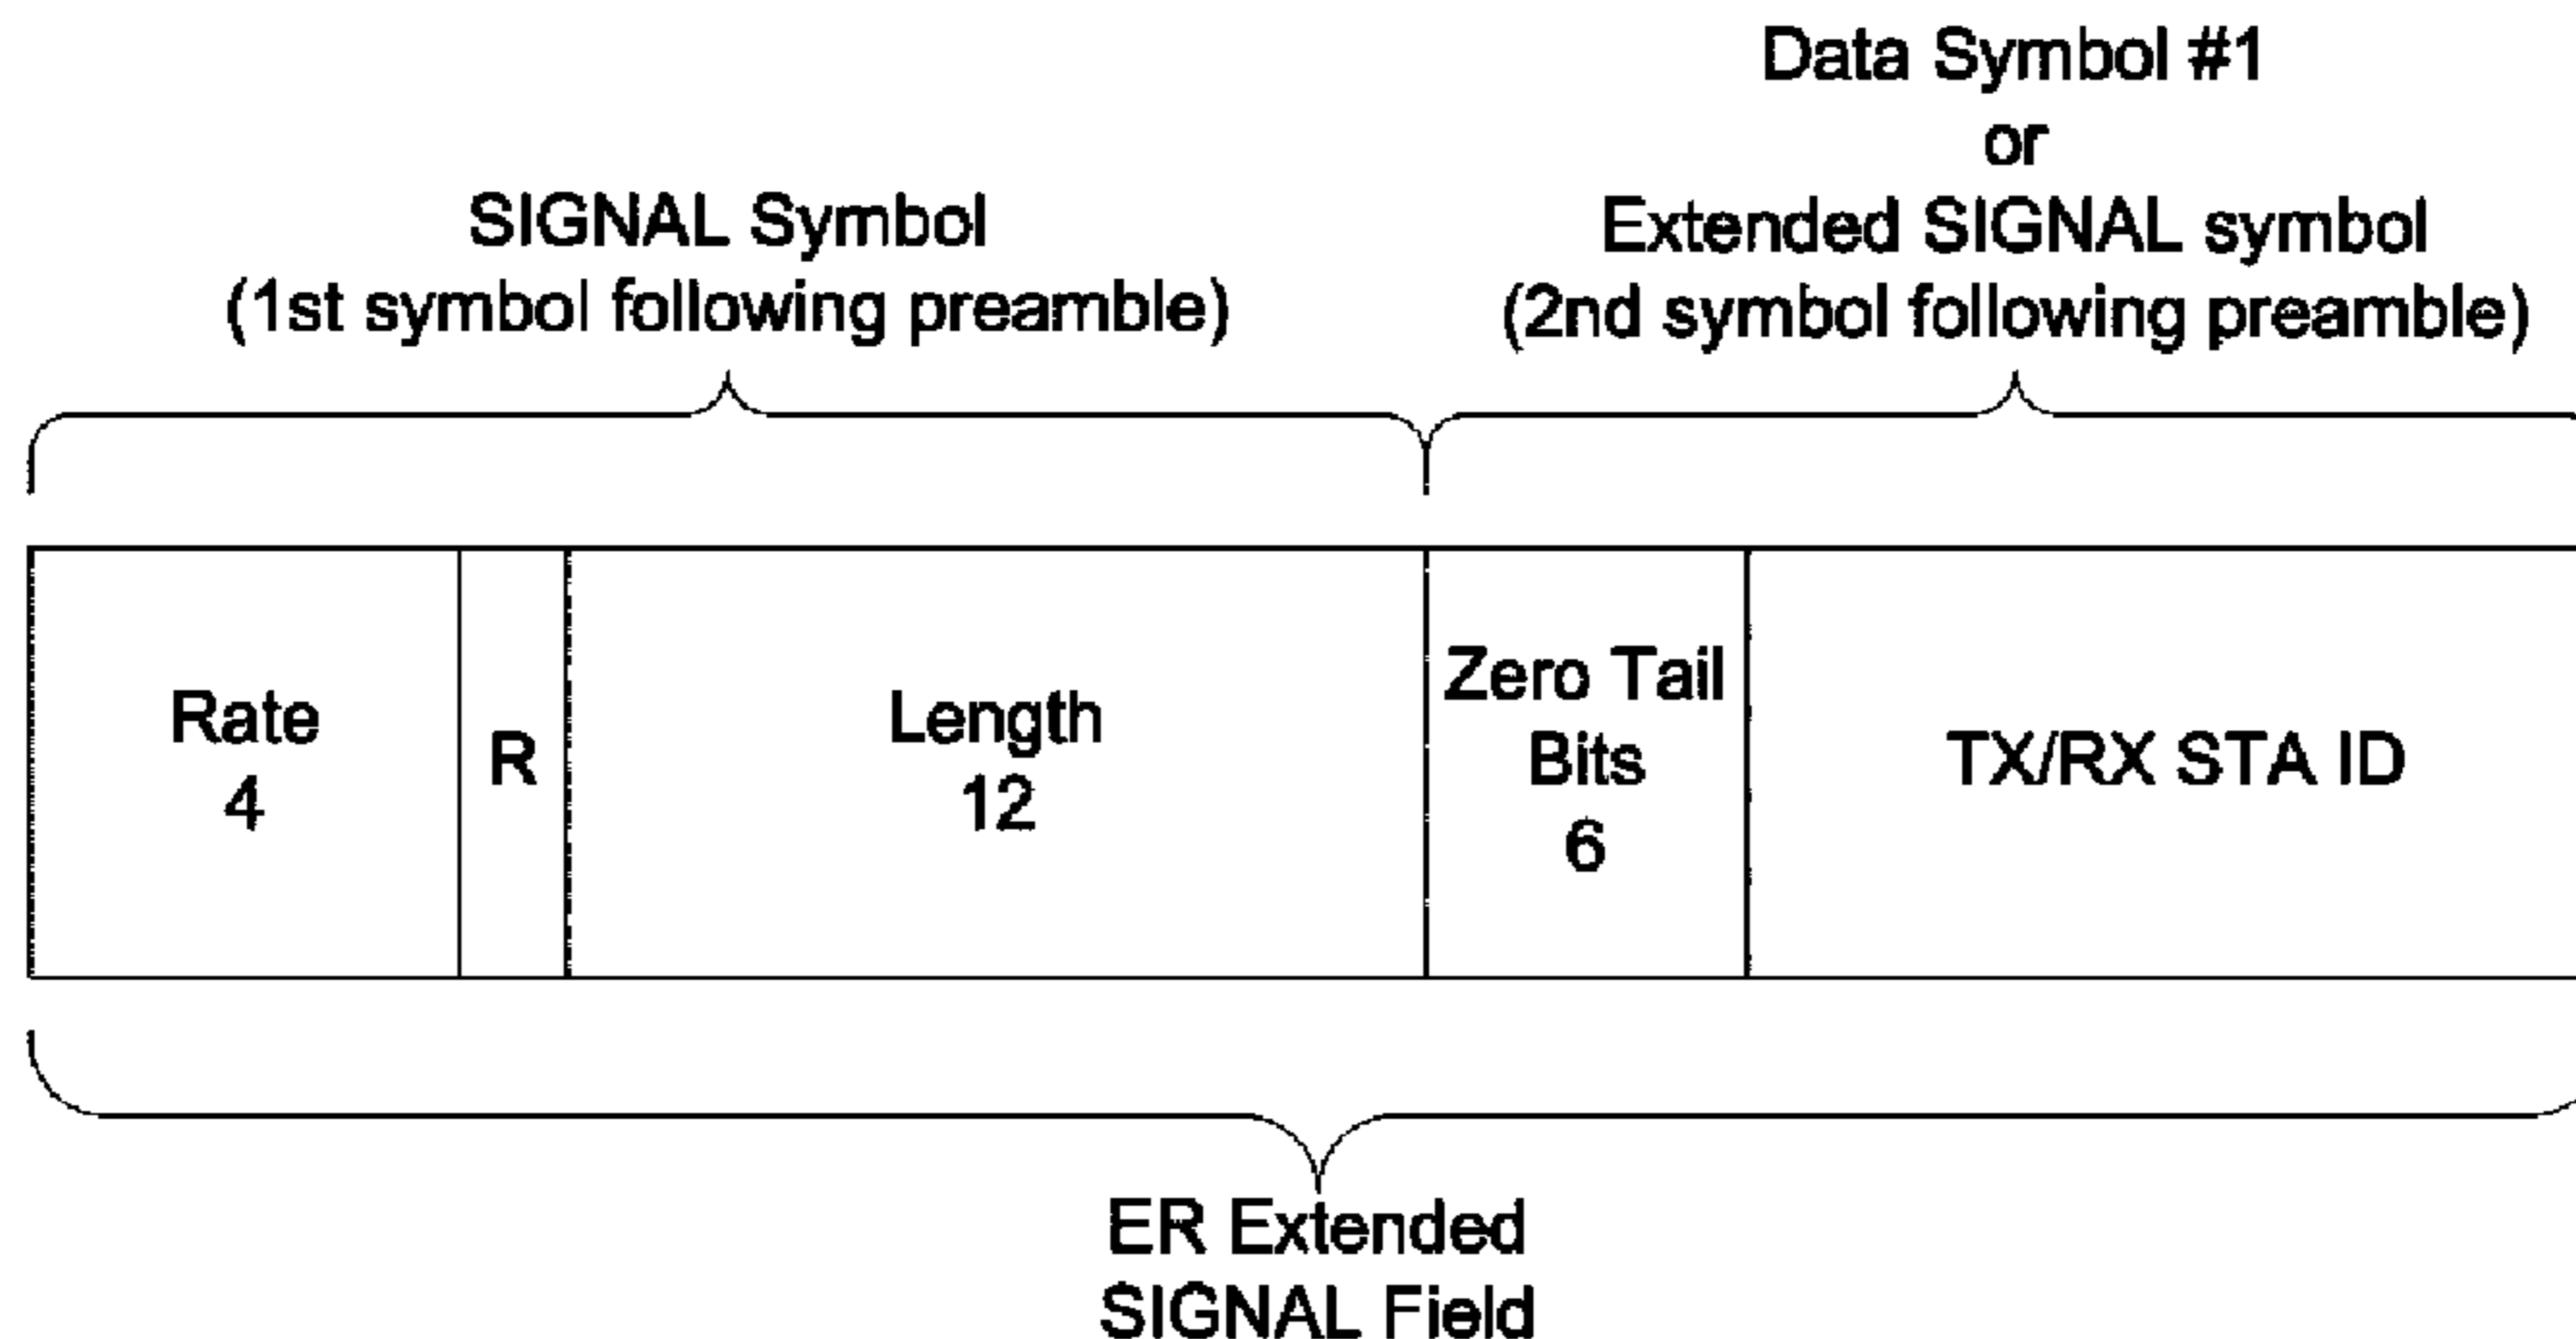 SIGNAL Symbol
(1st symbol following preamble)
Data Symbol #1
or
Extended SIGNAL symbol
(2nd symbol following preamble)
Rate
4
R
Length
12
Zero Tail
Bits
6
TX/RX STA ID
ER Extended
SIGNAL Field